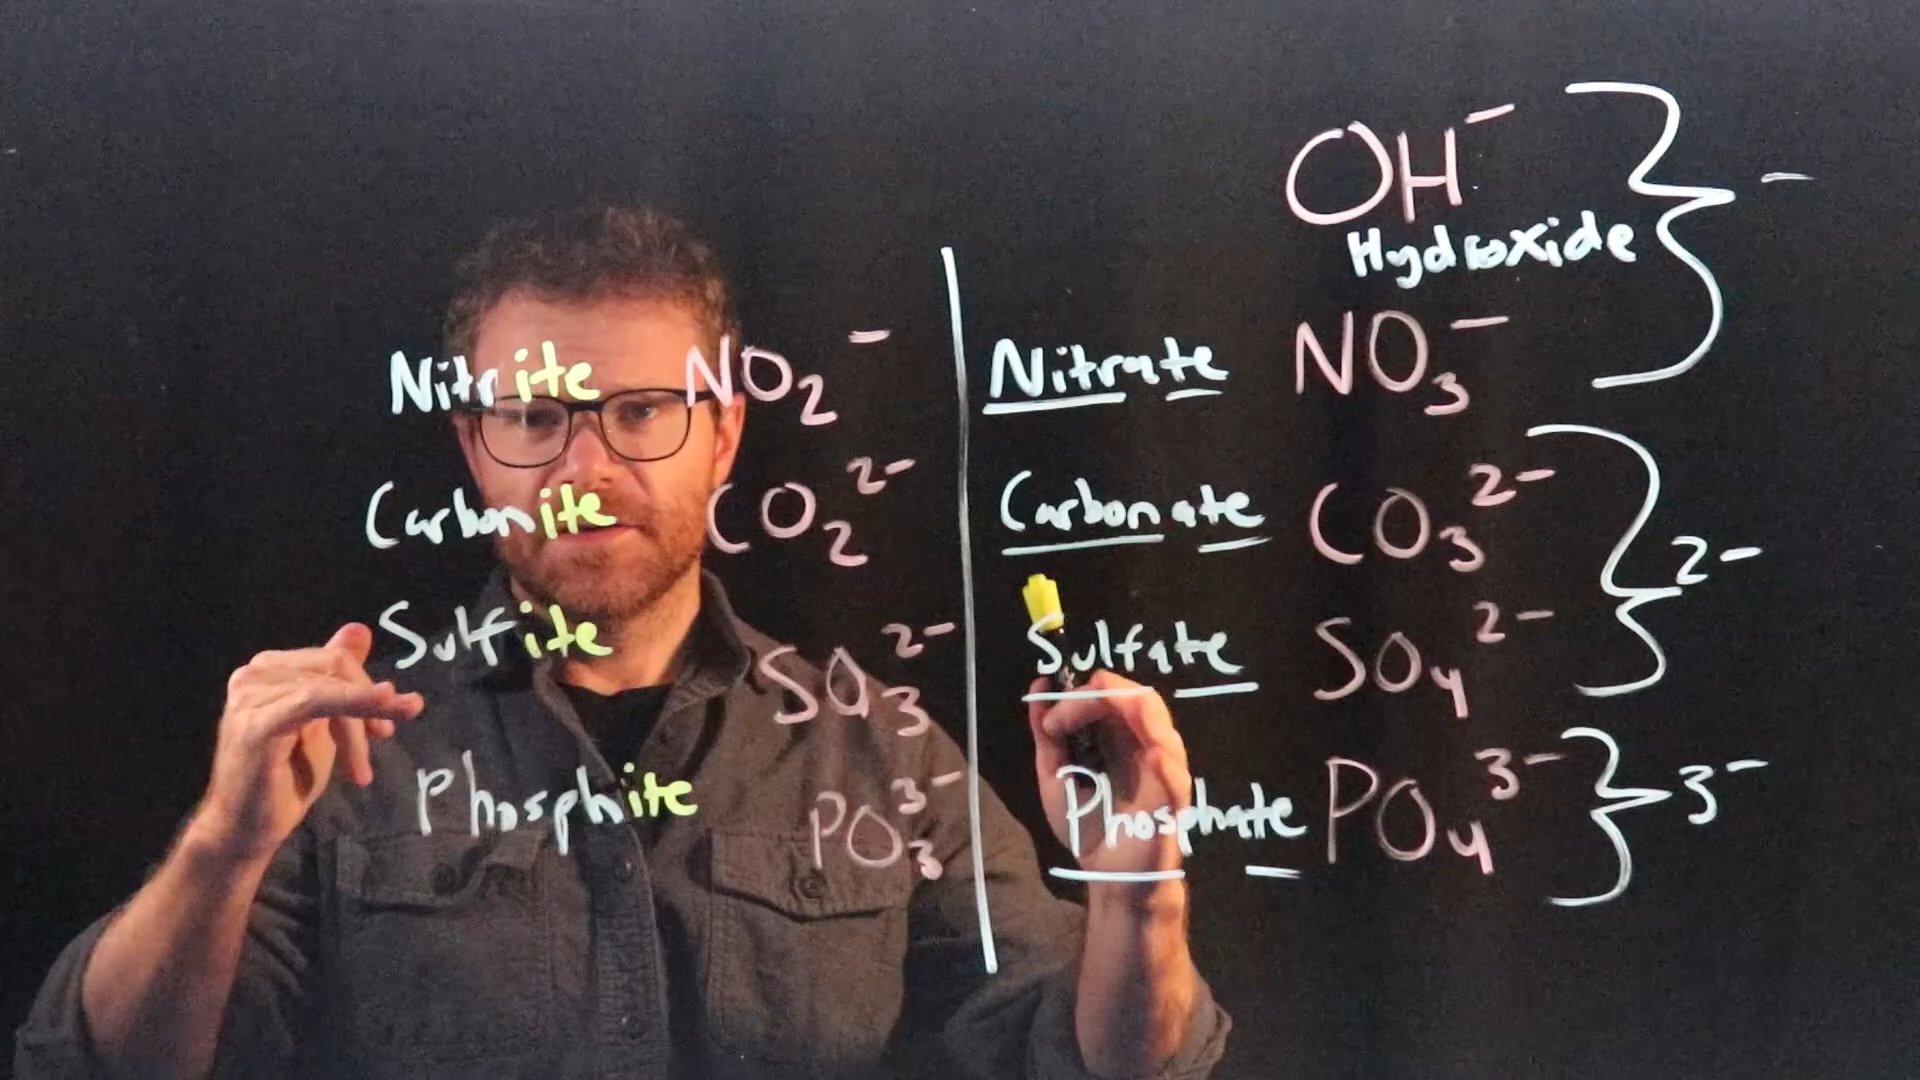 OH⁻
Hydroxide
Nitrite NO₂⁻
Nitrate NO₃⁻
-
Carbonite CO₂²⁻
Carbonate CO₃²⁻
Sulfite SO₃²⁻
Sulfate SO₄²⁻
2-
Phosphite PO₃³⁻
Phosphate PO₄³⁻
3-